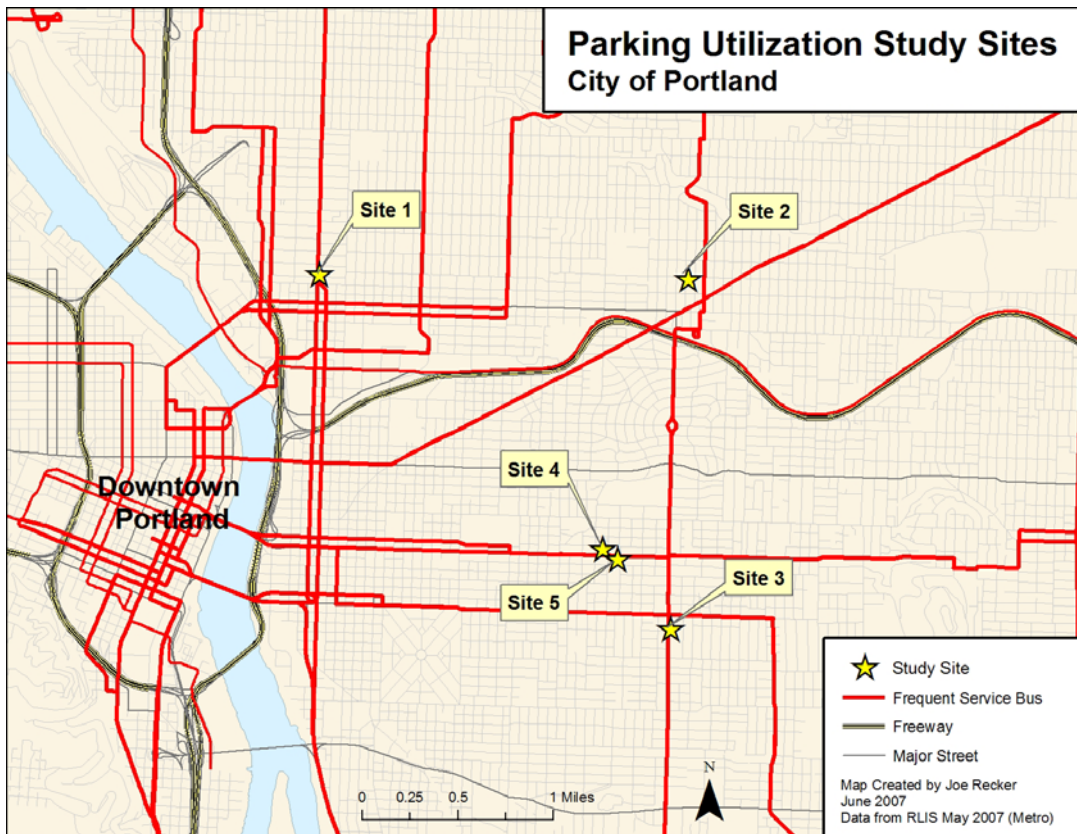 Parking Utilization Study Sites
City of Portland
Site 1
Site 2
Site 4
Downtown
Portland
Site 3
Site 5
Study Site
Frequent Service Bus
Freeway
Major Street
Map Created by Joe Recker
June 2007
Data from RLIS May 2007 (Metro)
N
0 0.25 0.5 1 Miles